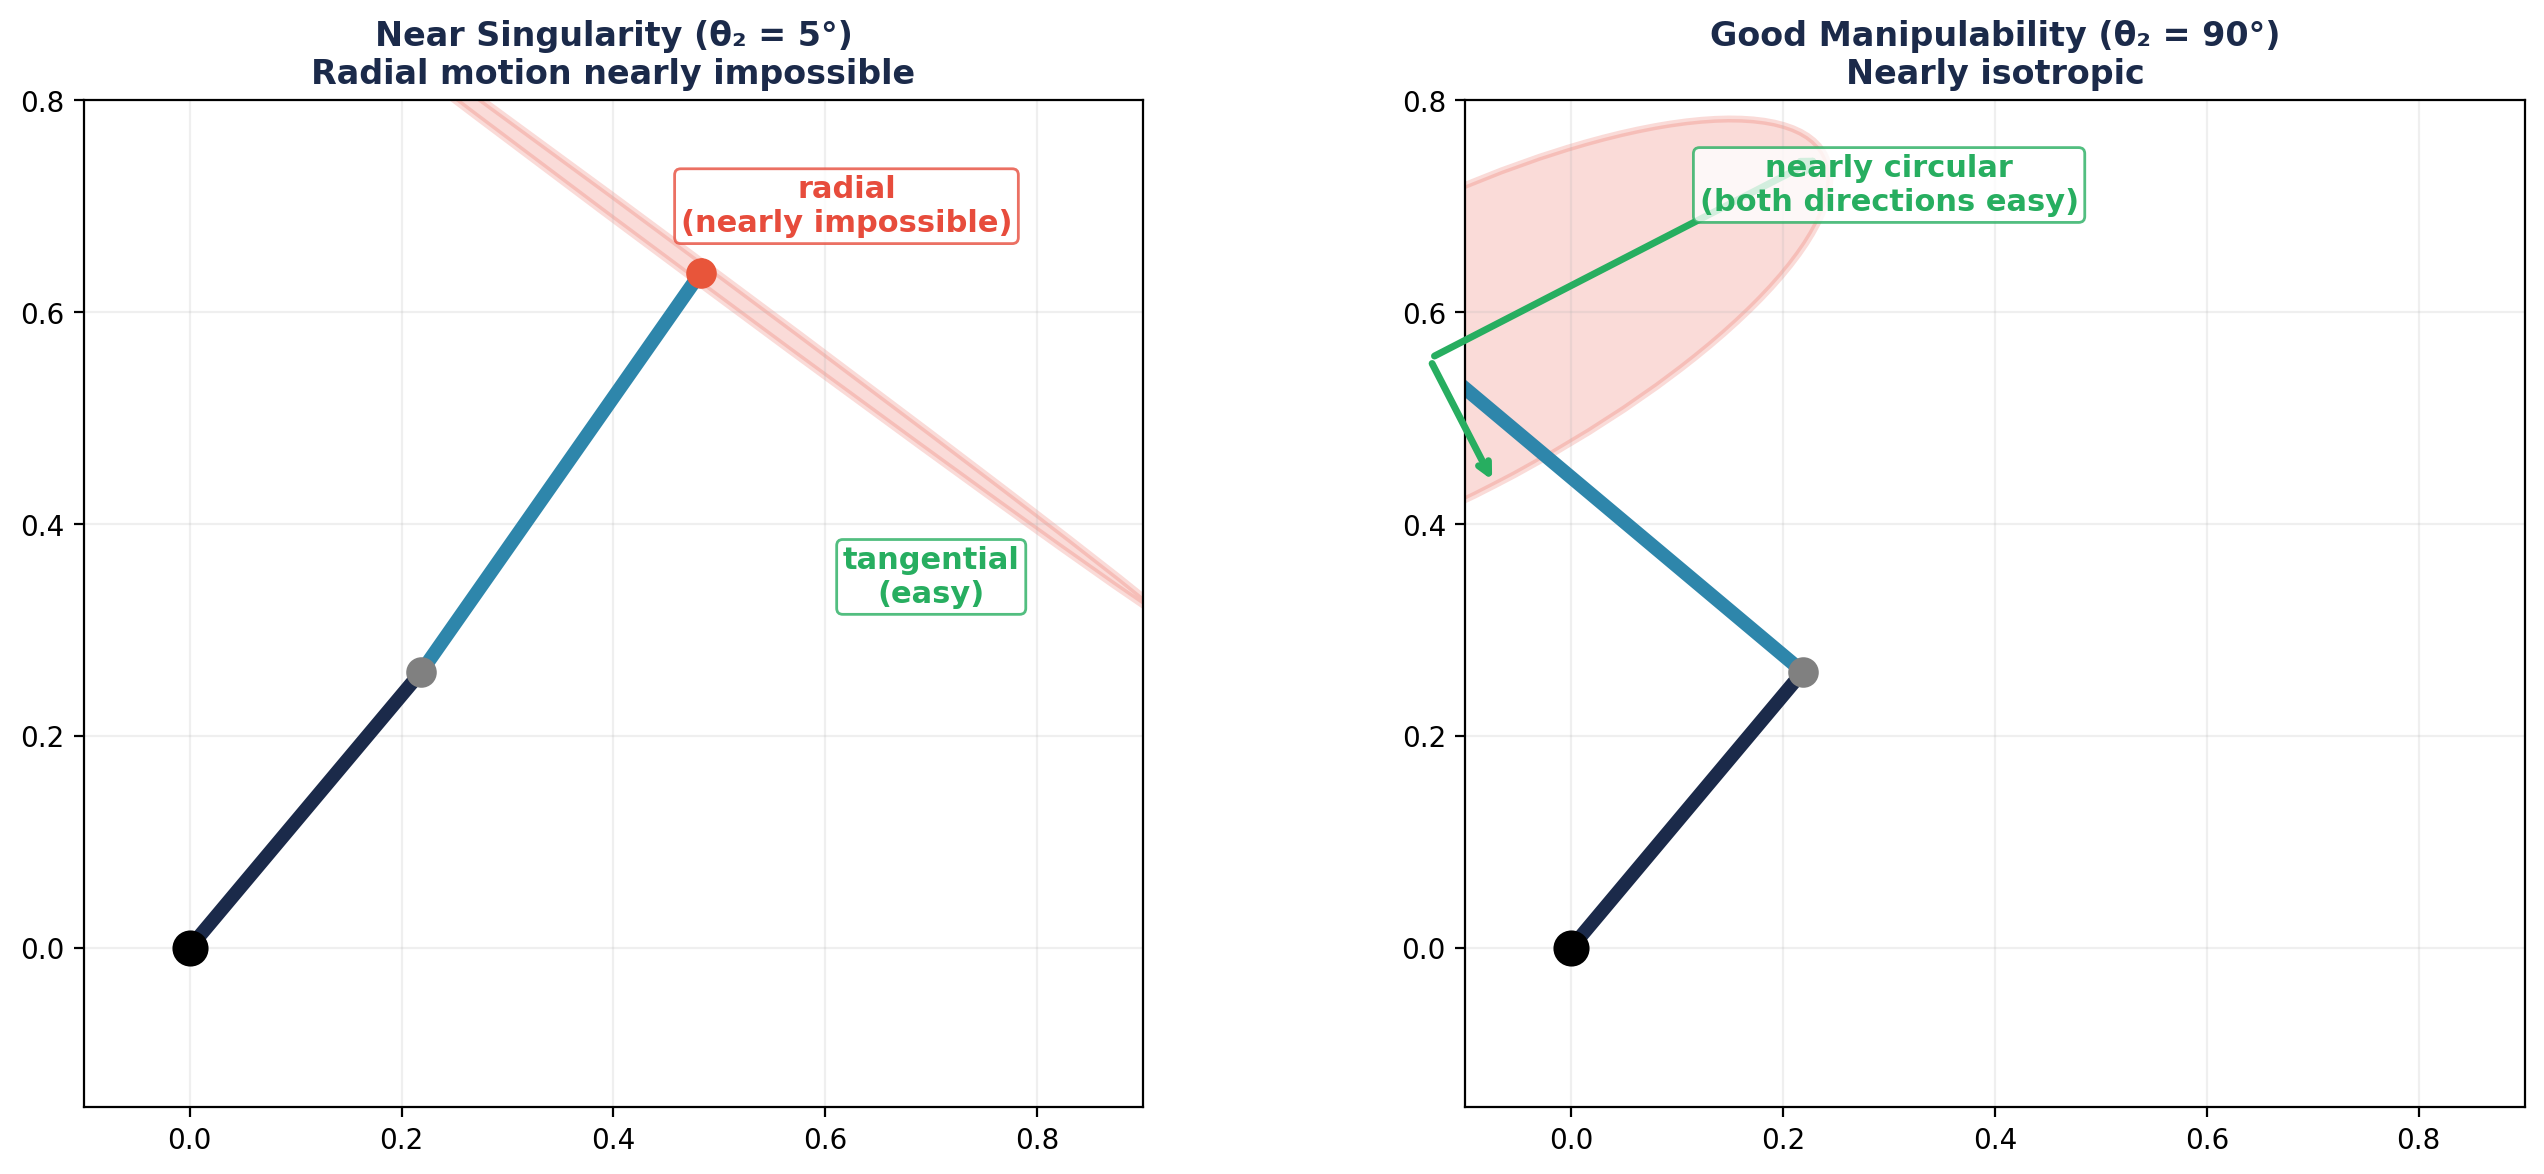 Near Singularity (θ₂ = 5°)
Radial motion nearly impossible
0.8
0.6
0.4
0.2
0.0
radial
(nearly impossible)
tangential
(easy)
0.0 0.2 0.4 0.6 0.8
Good Manipulability (θ₂ = 90°)
Nearly isotropic
0.8
0.6
0.4
0.2
0.0
nearly circular
(both directions easy)
0.0 0.2 0.4 0.6 0.8